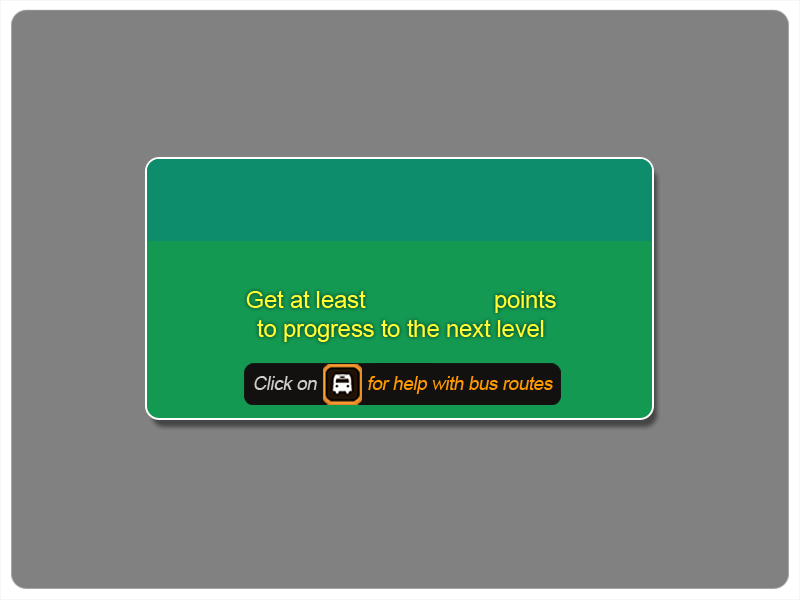 Get at least points
to progress to the next level
Click on for help with bus routes